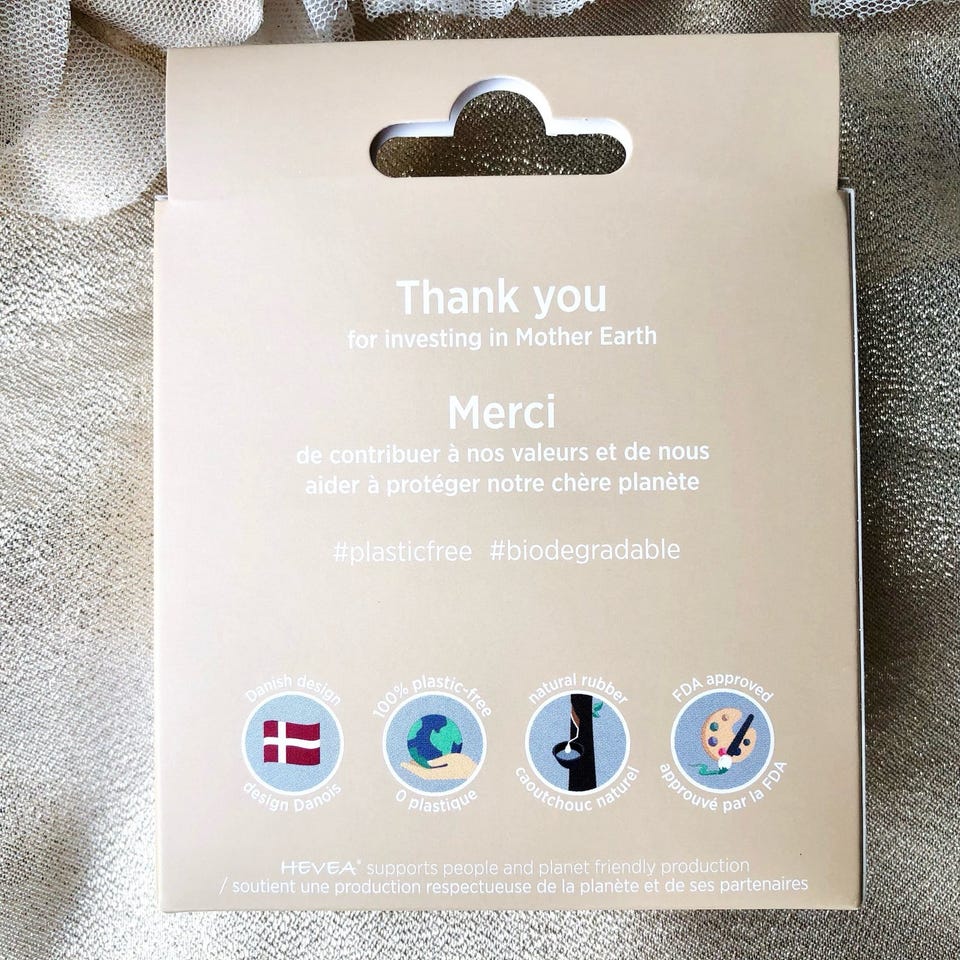 Thank you
for investing in Mother Earth
Merci
de contribuer à nos valeurs et de nous
aider à protéger notre chère planète
#plasticfree #biodegradable
Danish design
design Danois
100% plastic-free
0 plastique
natural rubber
caoutchouc naturel
FDA approved
approuvé par la FDA
HEVEA® supports people and planet friendly production
/ soutient une production respectueuse de la planète et de ses partenaires